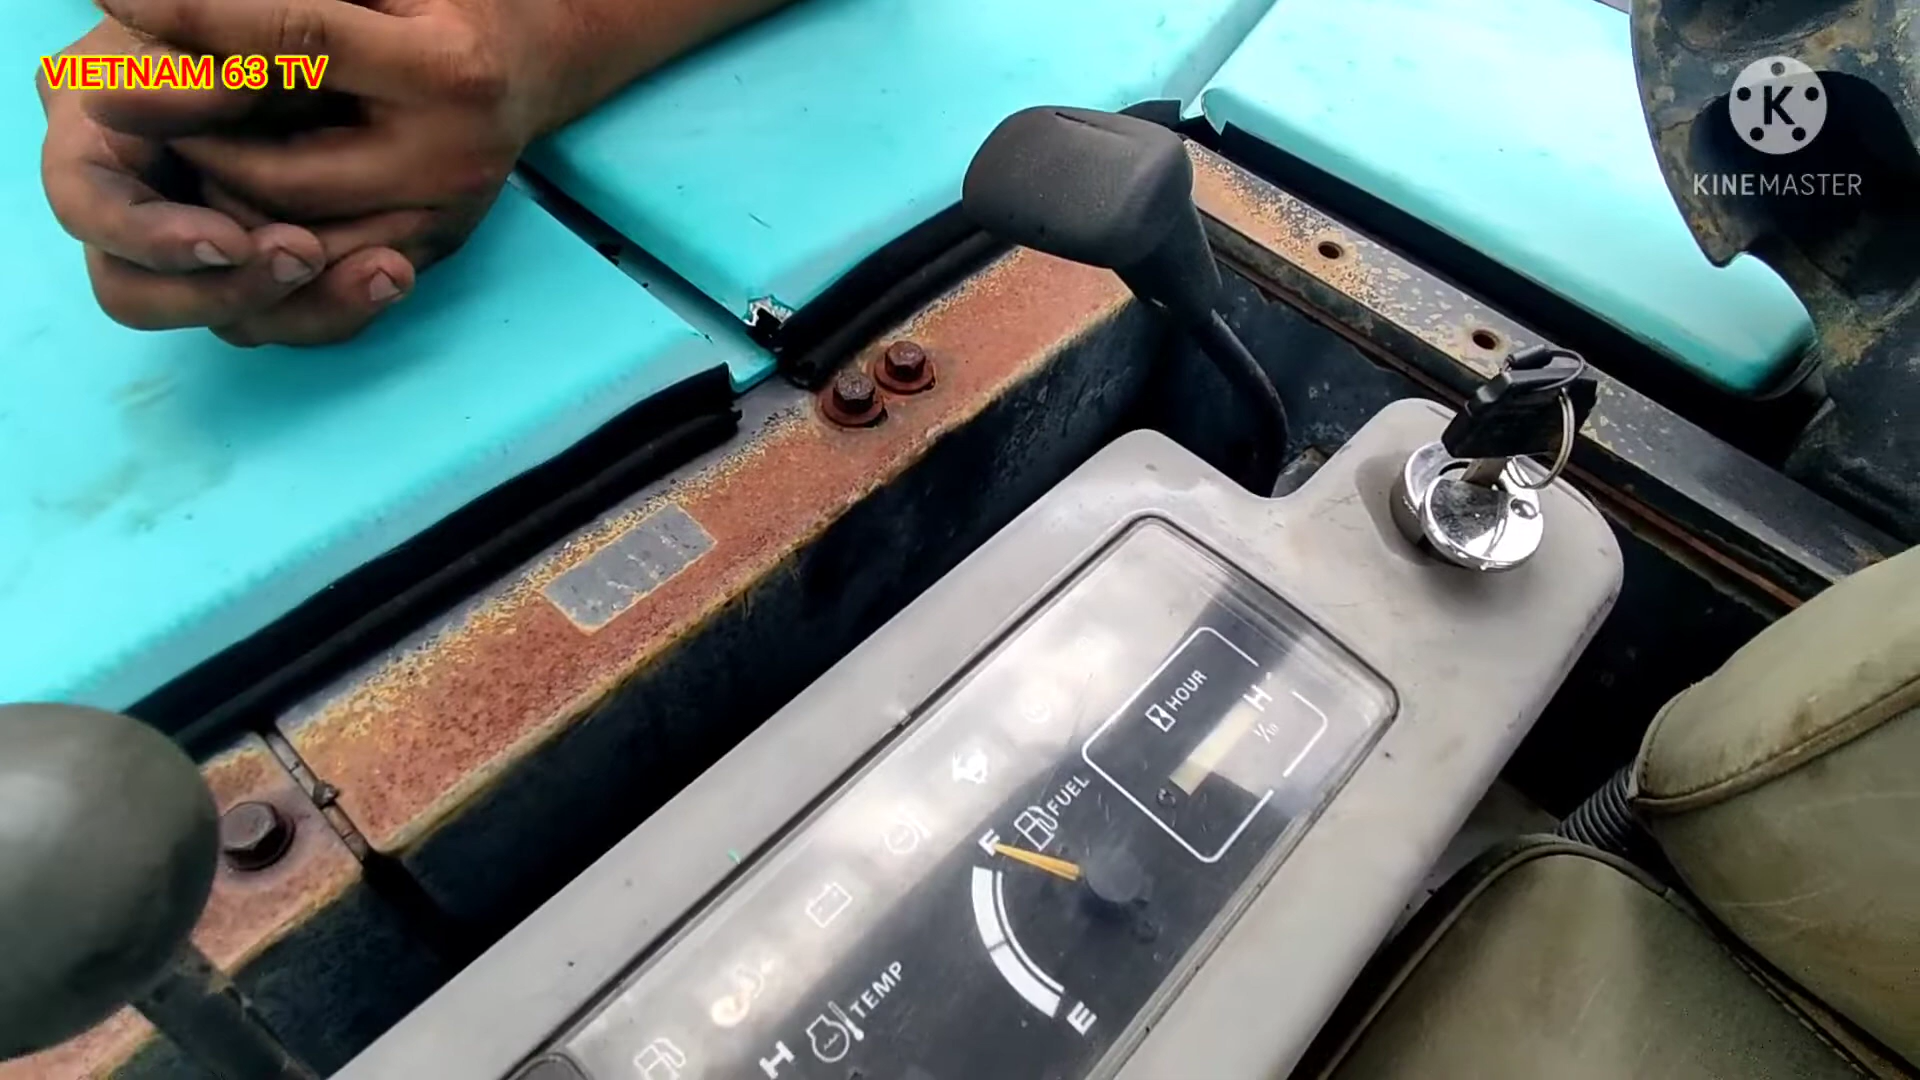 VIETNAM 63 TV
K
KINEMASTER
HOUR
H
1/10
FUEL
F
E
TEMP
H